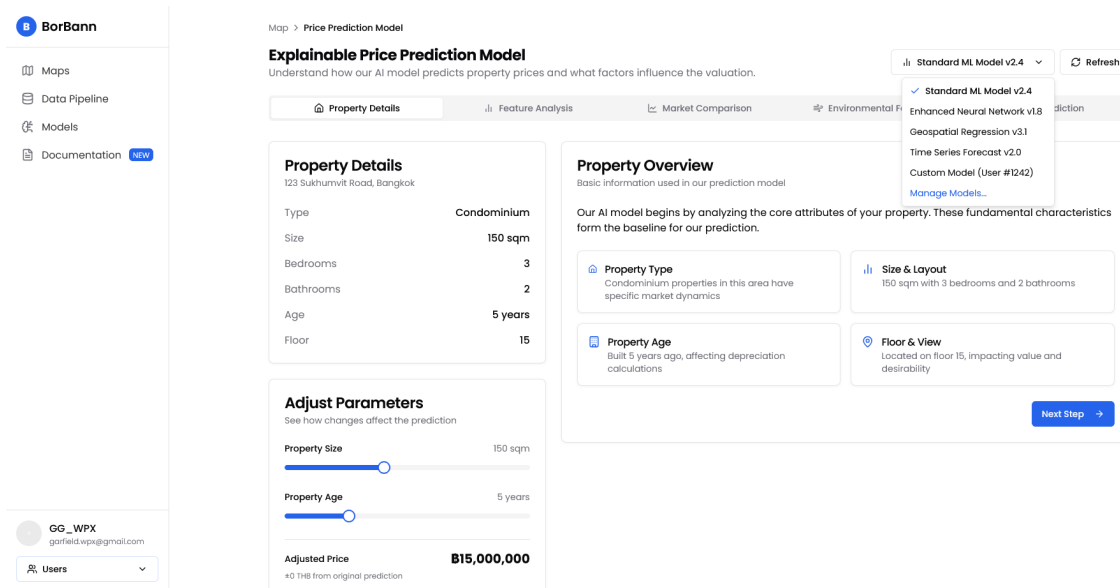 B BorBann
Maps
Data Pipeline
Models
Documentation NEW
GG_WPX
garfield.wpx@gmail.com
Users
Map > Price Prediction Model
Explainable Price Prediction Model
Understand how our AI model predicts property prices and what factors influence the valuation.
Standard ML Model v2.4
Refresh
Standard ML Model v2.4
Enhanced Neural Network v1.8
Geospatial Regression v3.1
Time Series Forecast v2.0
Custom Model (User #1242)
Manage Models...
Property Details
Feature Analysis
Market Comparison
Environmental F
diction
Property Details
123 Sukhumvit Road, Bangkok
Type Condominium
Size 150 sqm
Bedrooms 3
Bathrooms 2
Age 5 years
Floor 15
Adjust Parameters
See how changes affect the prediction
Property Size 150 sqm
Property Age 5 years
Adjusted Price ฿15,000,000
±0 THB from original prediction
Property Overview
Basic information used in our prediction model
Our AI model begins by analyzing the core attributes of your property. These fundamental characteristics
form the baseline for our prediction.
Property Type
Condominium properties in this area have
specific market dynamics
Size & Layout
150 sqm with 3 bedrooms and 2 bathrooms
Property Age
Built 5 years ago, affecting depreciation
calculations
Floor & View
Located on floor 15, impacting value and
desirability
Next Step